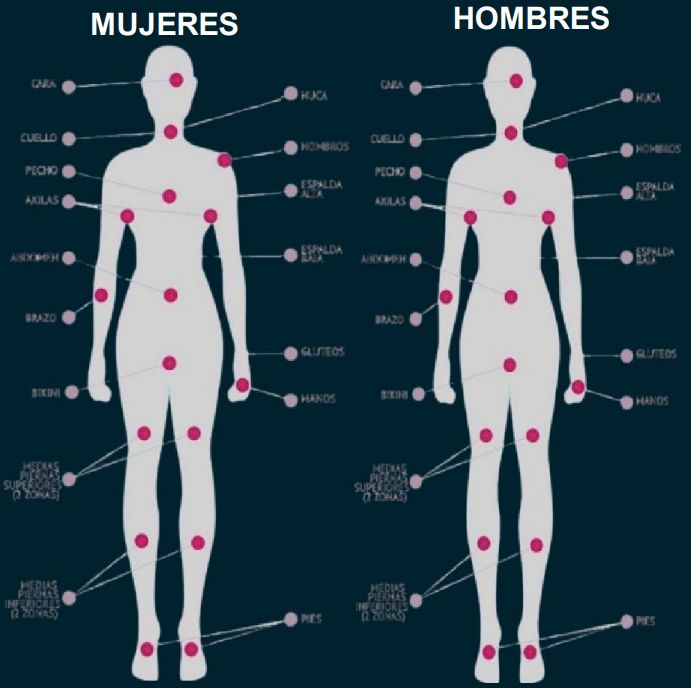 MUJERES
HOMBRES
CARA
NUCA
CUELLO
HOMBROS
PECHO
ESPALDA
ALTA
AXILAS
ESPALDA
BAJA
ABDOMEN
BRAZO
GLUTEOS
BIKINI
MANOS
MEDIAS
PIERNAS
SUPERIORES
(2 ZONAS)
MEDIAS
PIERNAS
INFERIORES
(2 ZONAS)
PIES
CARA
NUCA
CUELLO
HOMBROS
PECHO
ESPALDA
ALTA
AXILAS
ESPALDA
BAJA
ABDOMEN
BRAZO
GLUTEOS
BIKINI
MANOS
MEDIAS
PIERNAS
SUPERIORES
(2 ZONAS)
MEDIAS
PIERNAS
INFERIORES
(2 ZONAS)
PIES